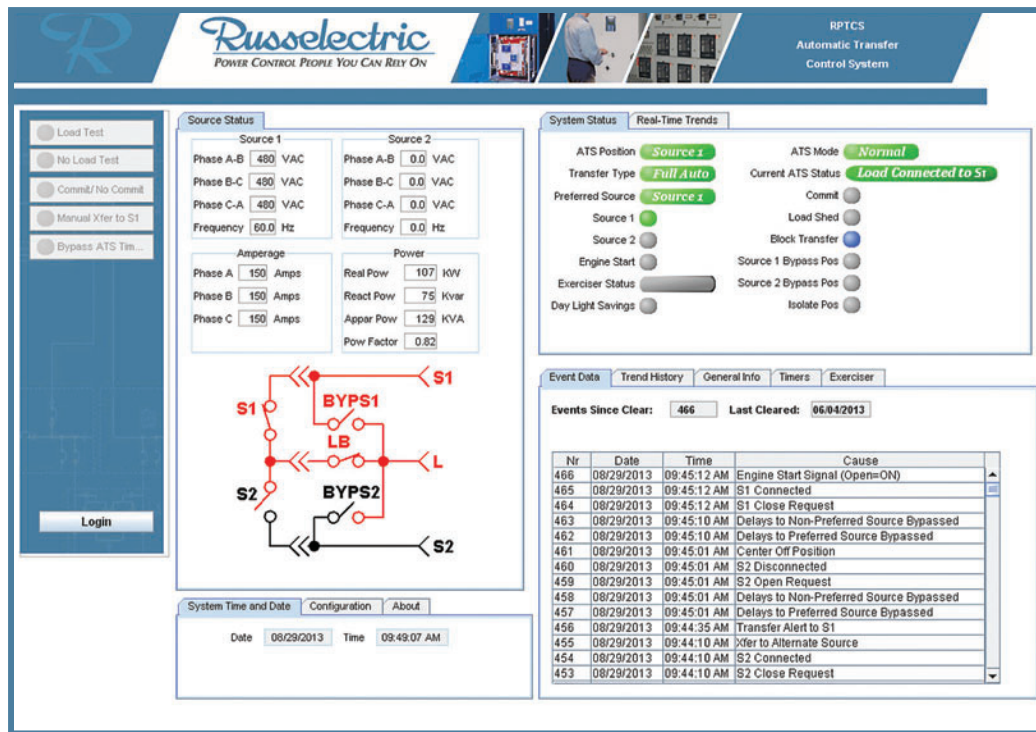 Russelectric
POWER CONTROL PEOPLE YOU CAN RELY ON
RPTCS
Automatic Transfer
Control System
Load Test
No Load Test
Commit/ No Commit
Manual Xfer to S1
Bypass ATS Tim...
Login
Source Status
Source 1
Phase A-B 480 VAC
Phase B-C 480 VAC
Phase C-A 480 VAC
Frequency 60.0 Hz
Source 2
Phase A-B 0.0 VAC
Phase B-C 0.0 VAC
Phase C-A 0.0 VAC
Frequency 0.0 Hz
Amperage
Phase A 150 Amps
Phase B 150 Amps
Phase C 150 Amps
Power
Real Pow 107 KW
React Pow 75 Kvar
Appar Pow 129 KVA
Pow Factor 0.82
S1
S1
BYPS1
LB
L
S2
BYPS2
S2
System Time and Date Configuration About
Date 08/29/2013 Time 09:49:07 AM
System Status Real-Time Trends
ATS Position Source 1
Transfer Type Full Auto
Preferred Source Source 1
Source 1
Source 2
Engine Start
Exerciser Status
Day Light Savings
ATS Mode Normal
Current ATS Status Load Connected to S1
Commit
Load Shed
Block Transfer
Source 1 Bypass Pos
Source 2 Bypass Pos
Isolate Pos
Event Data Trend History General Info Timers Exerciser
Events Since Clear: 466 Last Cleared: 06/04/2013
Nr Date Time Cause
466 08/29/2013 09:45:12 AM Engine Start Signal (Open=ON)
465 08/29/2013 09:45:12 AM S1 Connected
464 08/29/2013 09:45:12 AM S1 Close Request
463 08/29/2013 09:45:10 AM Delays to Non-Preferred Source Bypassed
462 08/29/2013 09:45:10 AM Delays to Preferred Source Bypassed
461 08/29/2013 09:45:01 AM Center Off Position
460 08/29/2013 09:45:01 AM S2 Disconnected
459 08/29/2013 09:45:01 AM S2 Open Request
458 08/29/2013 09:45:01 AM Delays to Non-Preferred Source Bypassed
457 08/29/2013 09:45:01 AM Delays to Preferred Source Bypassed
456 08/29/2013 09:44:35 AM Transfer Alert to S1
455 08/29/2013 09:44:10 AM Xfer to Alternate Source
454 08/29/2013 09:44:10 AM S2 Connected
453 08/29/2013 09:44:10 AM S2 Close Request